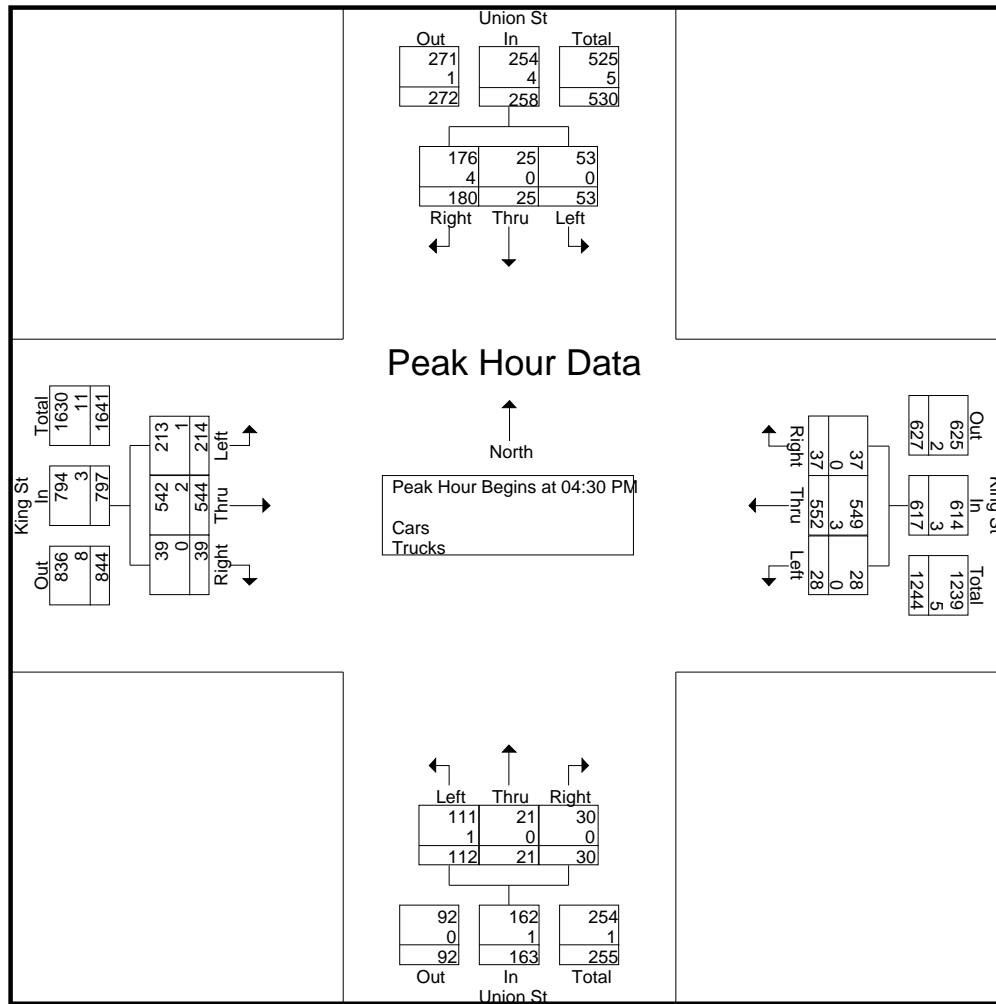 Union St
Out In Total
271 254 525
1 4 5
272 258 530
176 25 53
4 0 0
180 25 53
Right Thru Left
Peak Hour Data
North
Peak Hour Begins at 04:30 PM
Cars
Trucks
King St
Total In Out
1630 794 836
11 3 8
1641 797 844
213 542 39
1 2 0
214 544 39
Left Thru Right
King St
Out In Total
625 614 1239
2 3 5
627 617 1244
37 549 28
0 3 0
37 552 28
Right Thru Left
Left Thru Right
111 21 30
1 0 0
112 21 30
92 162 254
0 1 1
92 163 255
Out In Total
Union St